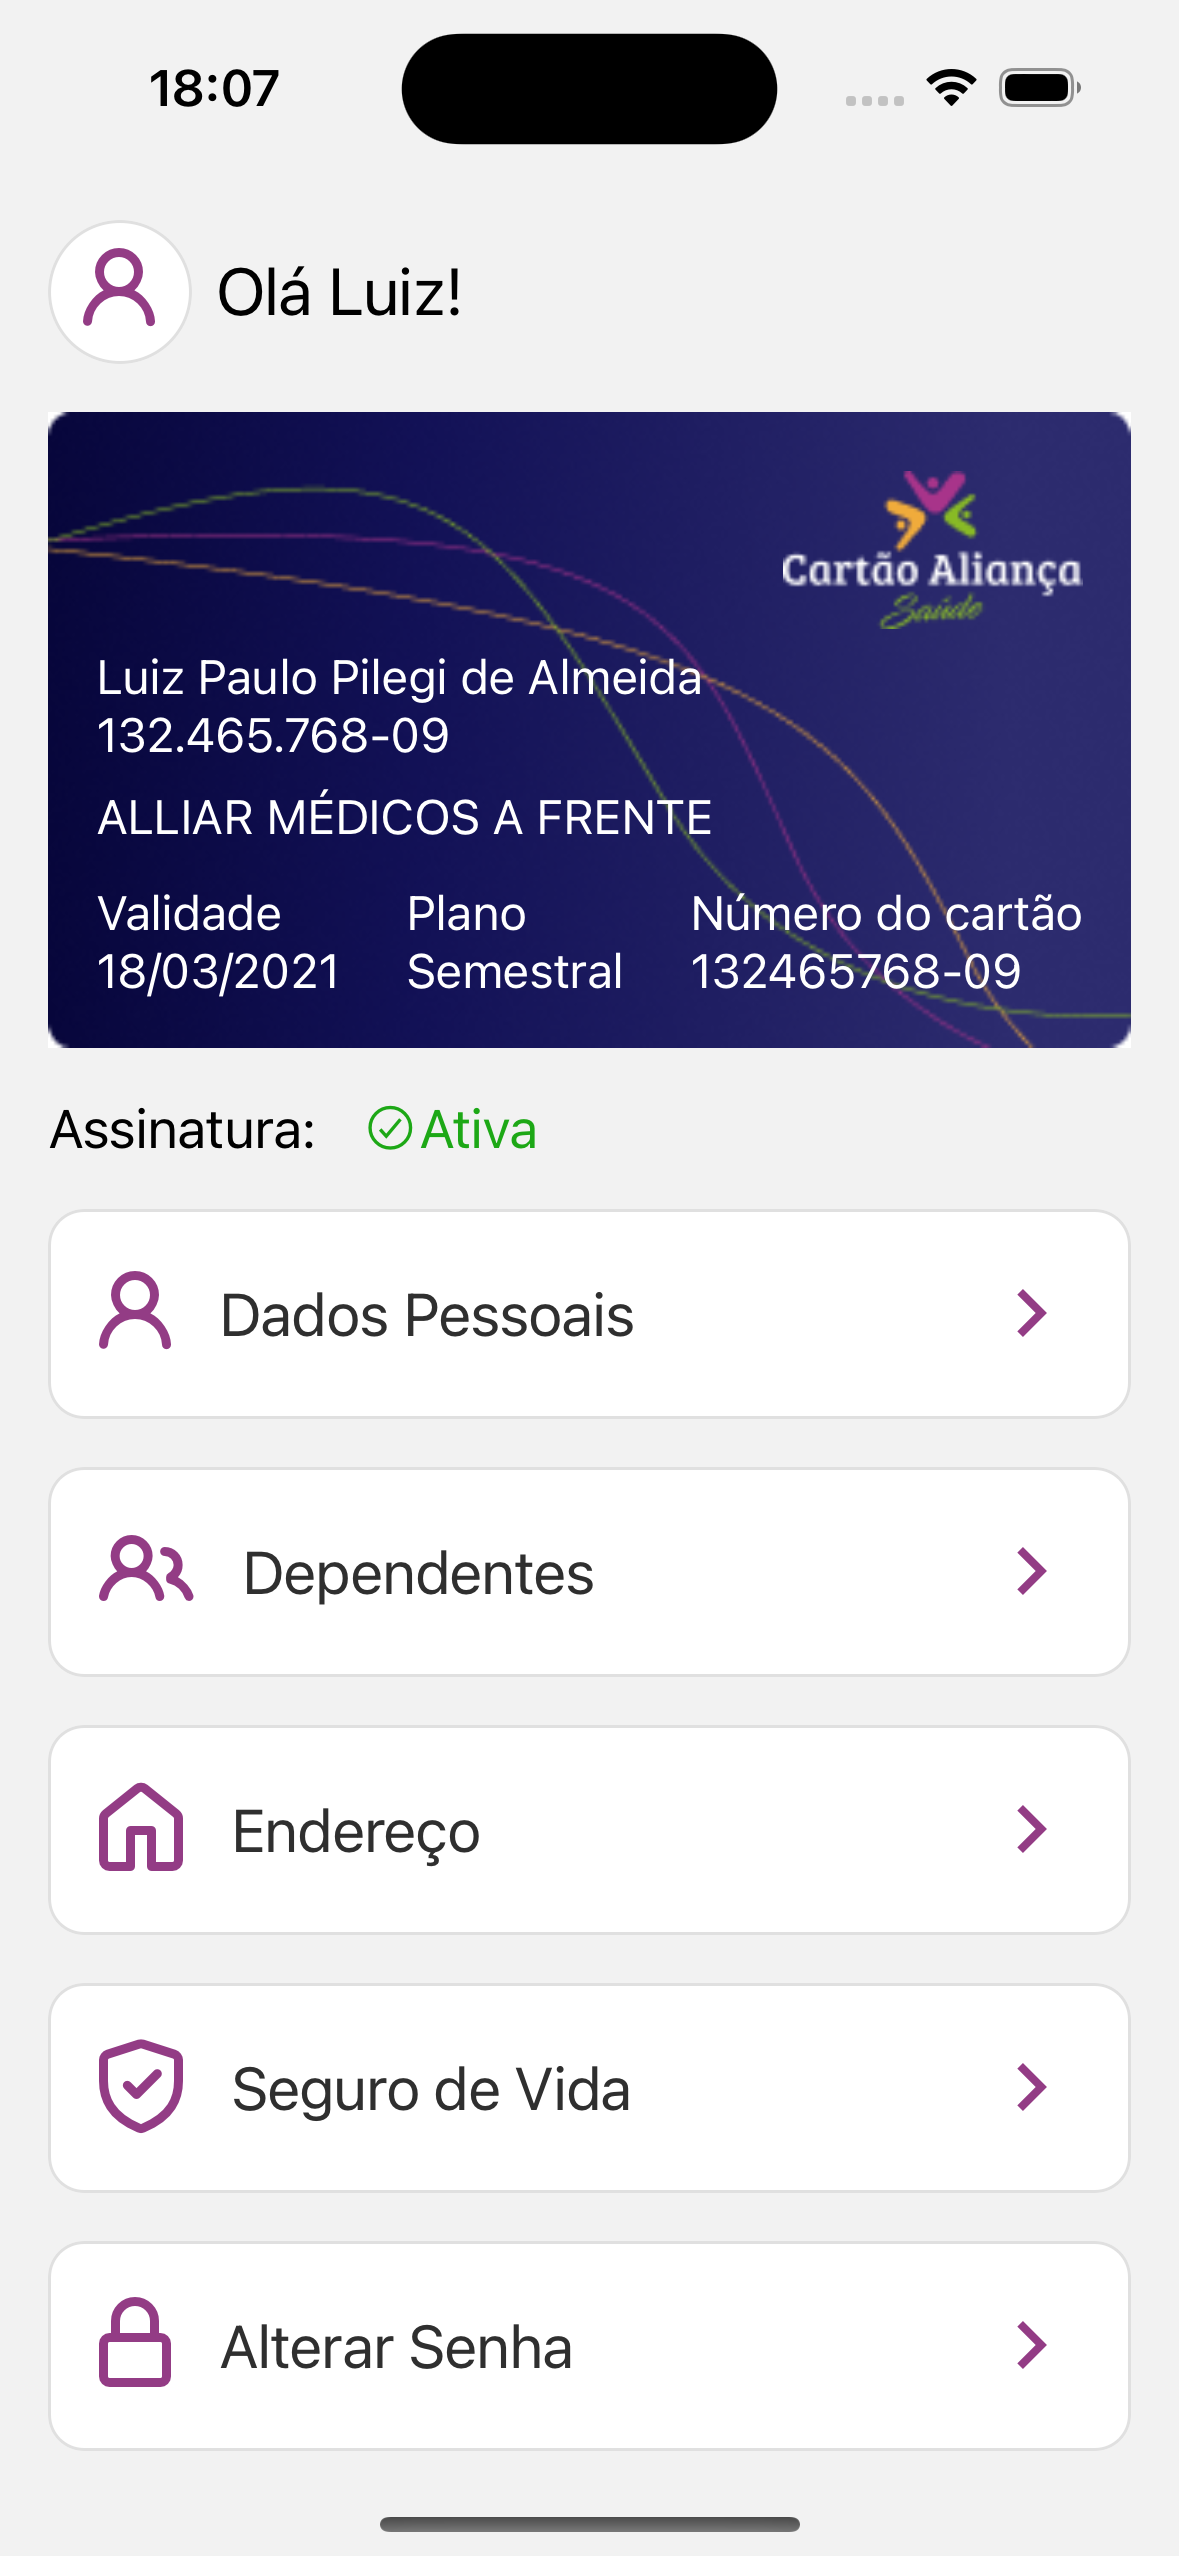 18:07
Olá Luiz!
Cartão Aliança
Saúde
Luiz Paulo Pilegi de Almeida
132.465.768-09
ALLIAR MÉDICOS A FRENTE
Validade Plano Número do cartão
18/03/2021 Semestral 132465768-09
Assinatura: Ativa
Dados Pessoais
Dependentes
Endereço
Seguro de Vida
Alterar Senha